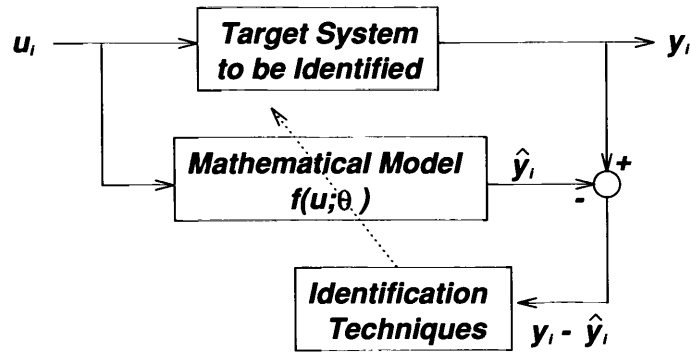 u_i
Target System
to be Identified
y_i
Mathematical Model
f(u;θ)
ŷ_i
+
-
Identification
Techniques
y_i - ŷ_i